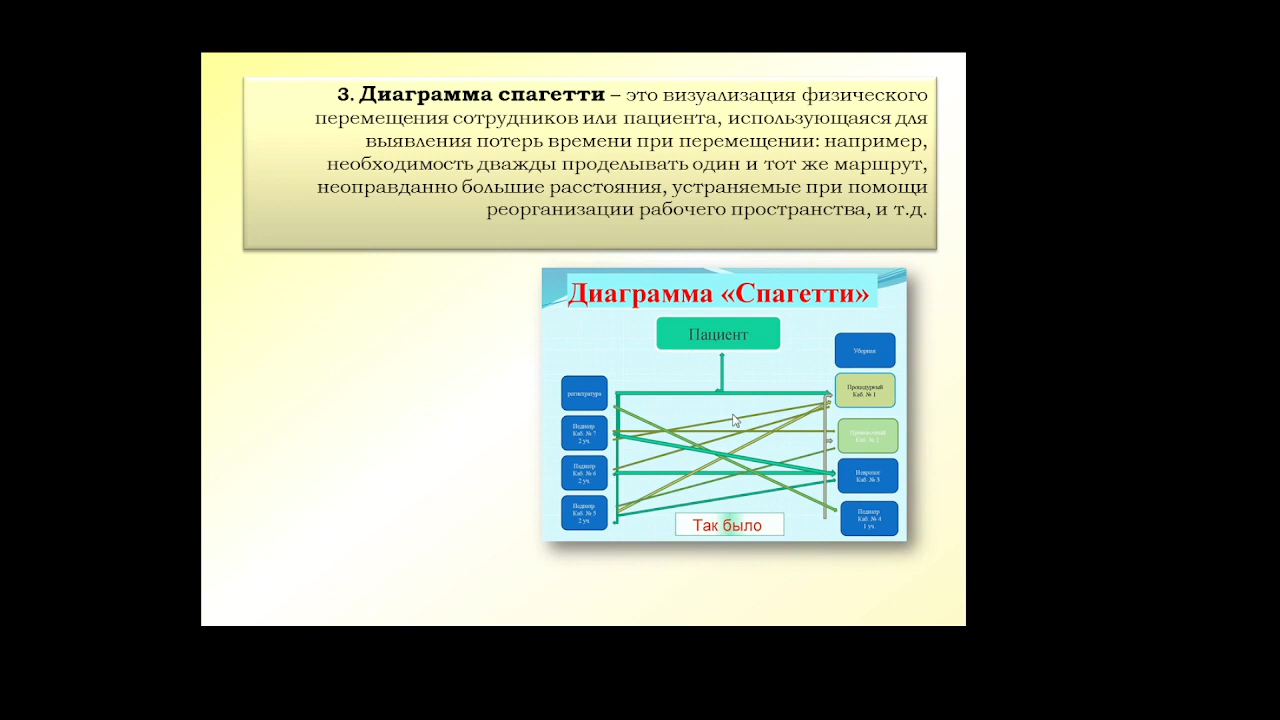 3. Диаграмма спагетти – это визуализация физического
перемещения сотрудников или пациента, использующаяся для
выявления потерь времени при перемещении: например,
необходимость дважды проделывать один и тот же маршрут,
неоправданно большие расстояния, устраняемые при помощи
реорганизации рабочего пространства, и т.д.
Диаграмма «Спагетти»
Пациент
Уборная
регистратура
Процедурный
Каб. № 1
Педиатр
Каб. № 7
2 уч.
Прививочный
Каб. № 2
Педиатр
Каб. № 6
2 уч.
Невролог
Каб. № 3
Педиатр
Каб. № 5
2 уч.
Педиатр
Каб. № 4
1 уч.
Так было